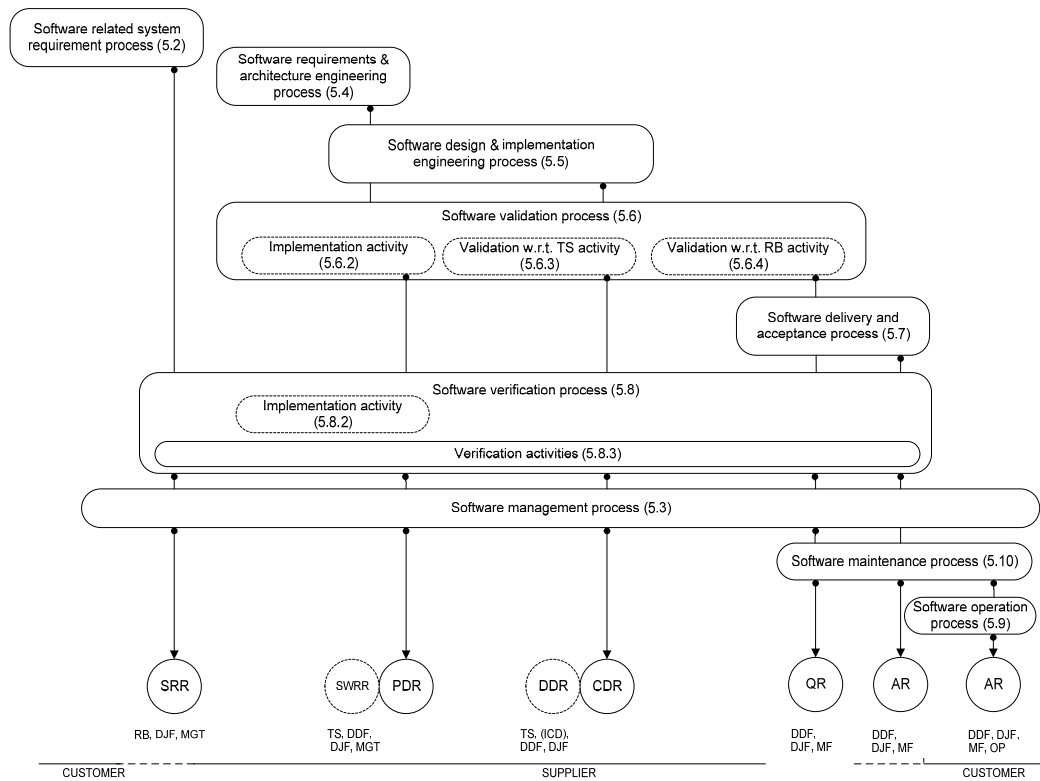 Software related system
requirement process (5.2)
Software requirements &
architecture engineering
process (5.4)
Software design & implementation
engineering process (5.5)
Software validation process (5.6)
Implementation activity
(5.6.2)
Validation w.r.t. TS activity
(5.6.3)
Validation w.r.t. RB activity
(5.6.4)
Software delivery and
acceptance process (5.7)
Software verification process (5.8)
Implementation activity
(5.8.2)
Verification activities (5.8.3)
Software management process (5.3)
Software maintenance process (5.10)
Software operation
process (5.9)
SRR
SWRR
PDR
DDR
CDR
QR
AR
AR
RB, DJF, MGT
TS, DDF,
DJF, MGT
TS, (ICD),
DDF, DJF
DDF,
DJF, MF
DDF,
DJF, MF
DDF, DJF,
MF, OP
CUSTOMER
SUPPLIER
CUSTOMER